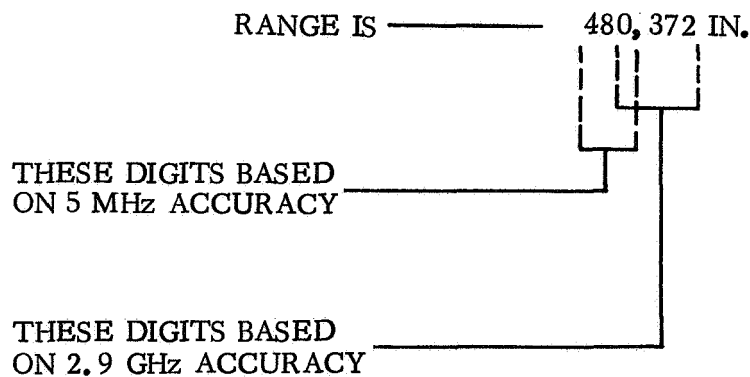 RANGE IS 480,372 IN.
THESE DIGITS BASED
ON 5 MHz ACCURACY
THESE DIGITS BASED
ON 2.9 GHz ACCURACY